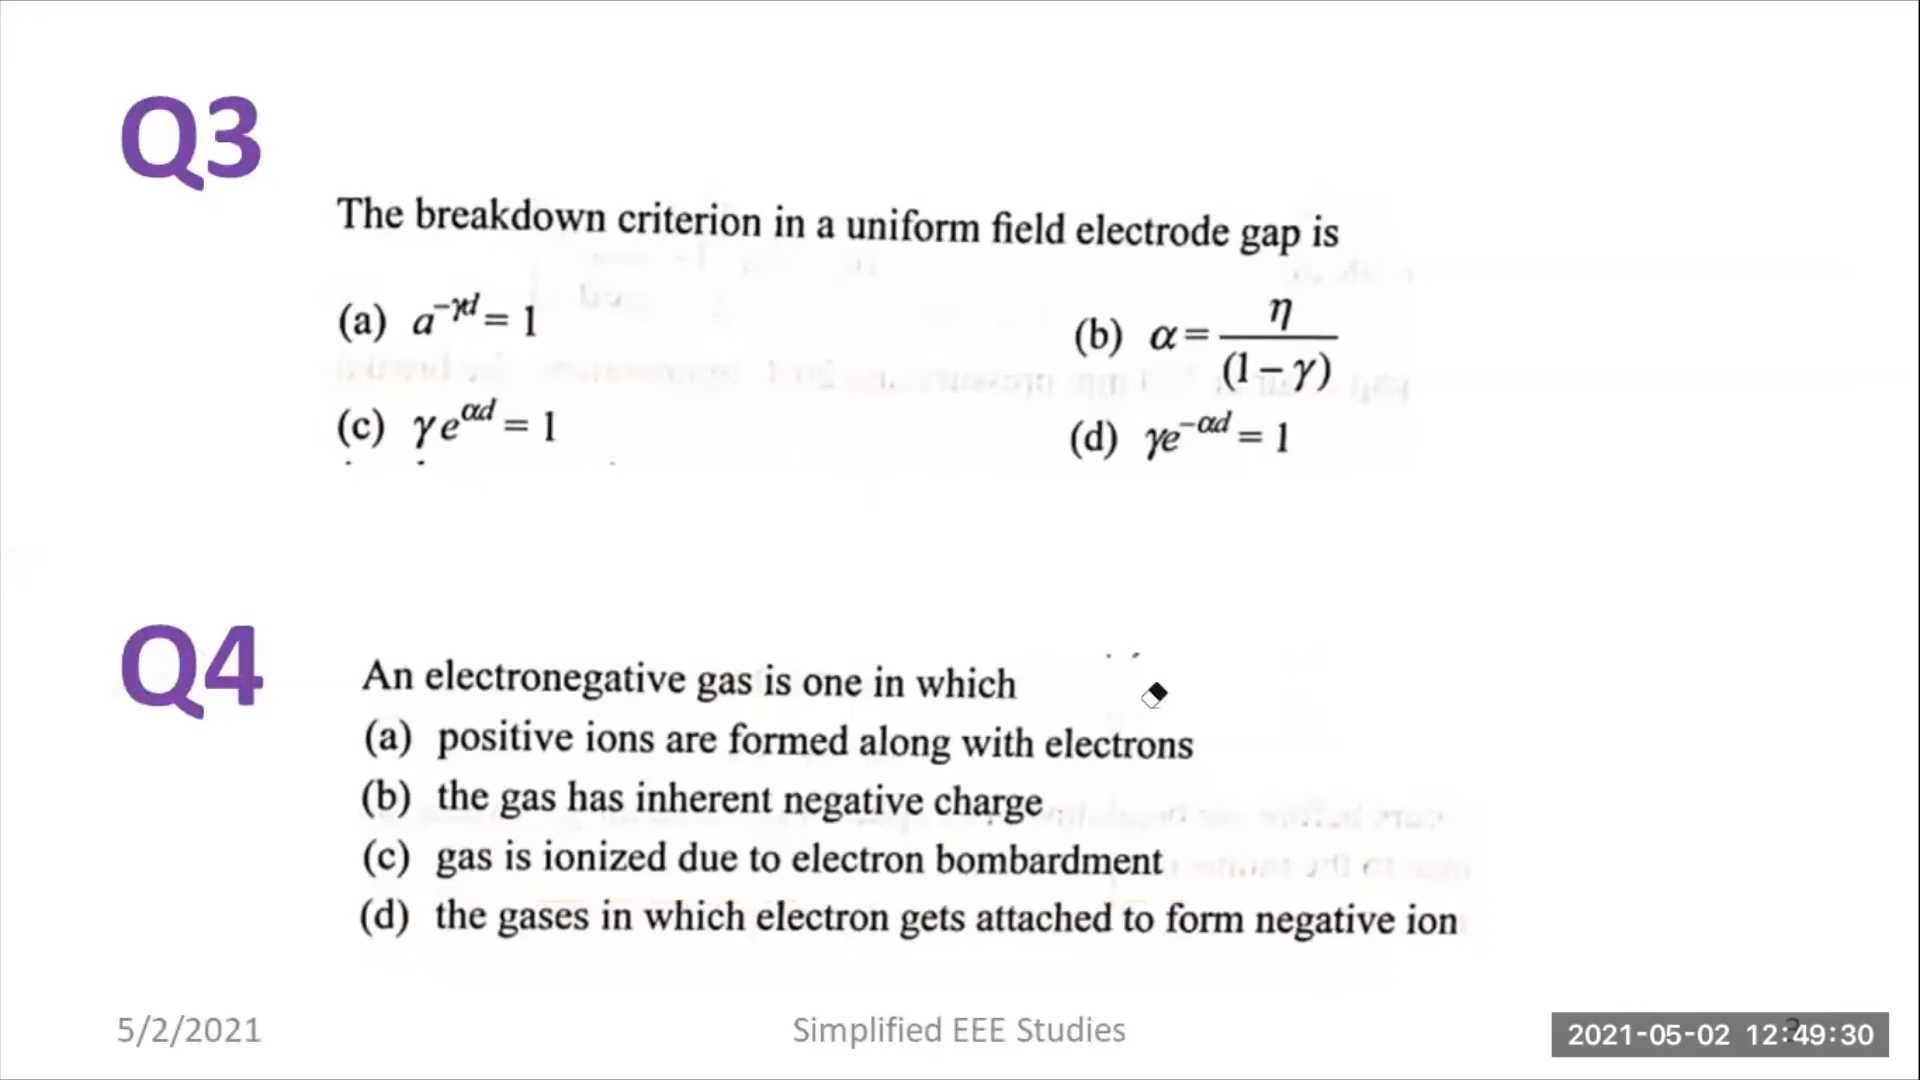 Q3
The breakdown criterion in a uniform field electrode gap is
(a) a^{-γd} = 1
(b) α = η/(1 − γ)
(c) γe^{αd} = 1
(d) γe^{-αd} = 1
Q4
An electronegative gas is one in which
(a) positive ions are formed along with electrons
(b) the gas has inherent negative charge
(c) gas is ionized due to electron bombardment
(d) the gases in which electron gets attached to form negative ion
5/2/2021
Simplified EEE Studies
2021-05-02 12:49:30